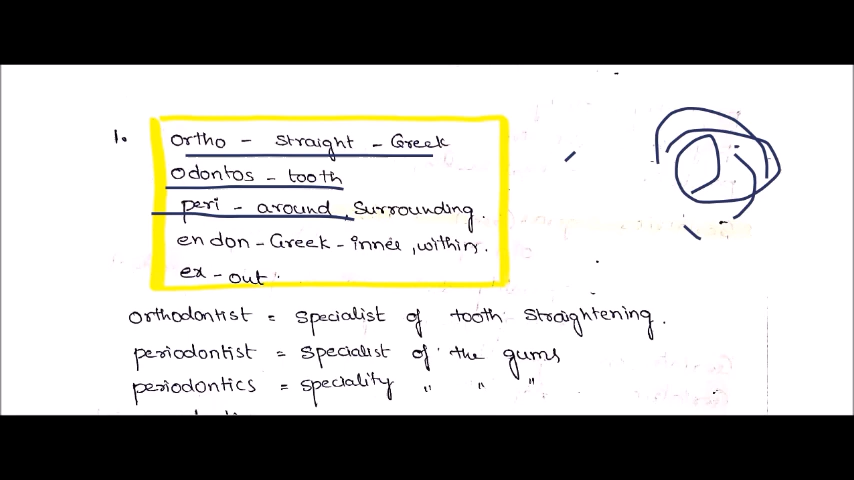 1. ortho - straight - Greek
odontos - tooth
peri - around, surrounding.
endon - Greek - inner, within.
ex - out.
orthodontist = specialist of tooth straightening.
periodontist = specialist of the gums
periodontics = speciality " " "